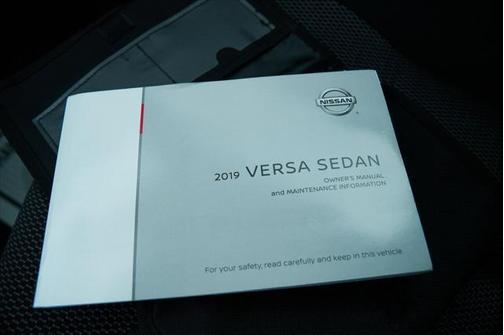 NISSAN
2019 VERSA SEDAN
OWNER'S MANUAL
and MAINTENANCE INFORMATION
For your safety, read carefully and keep in this vehicle.